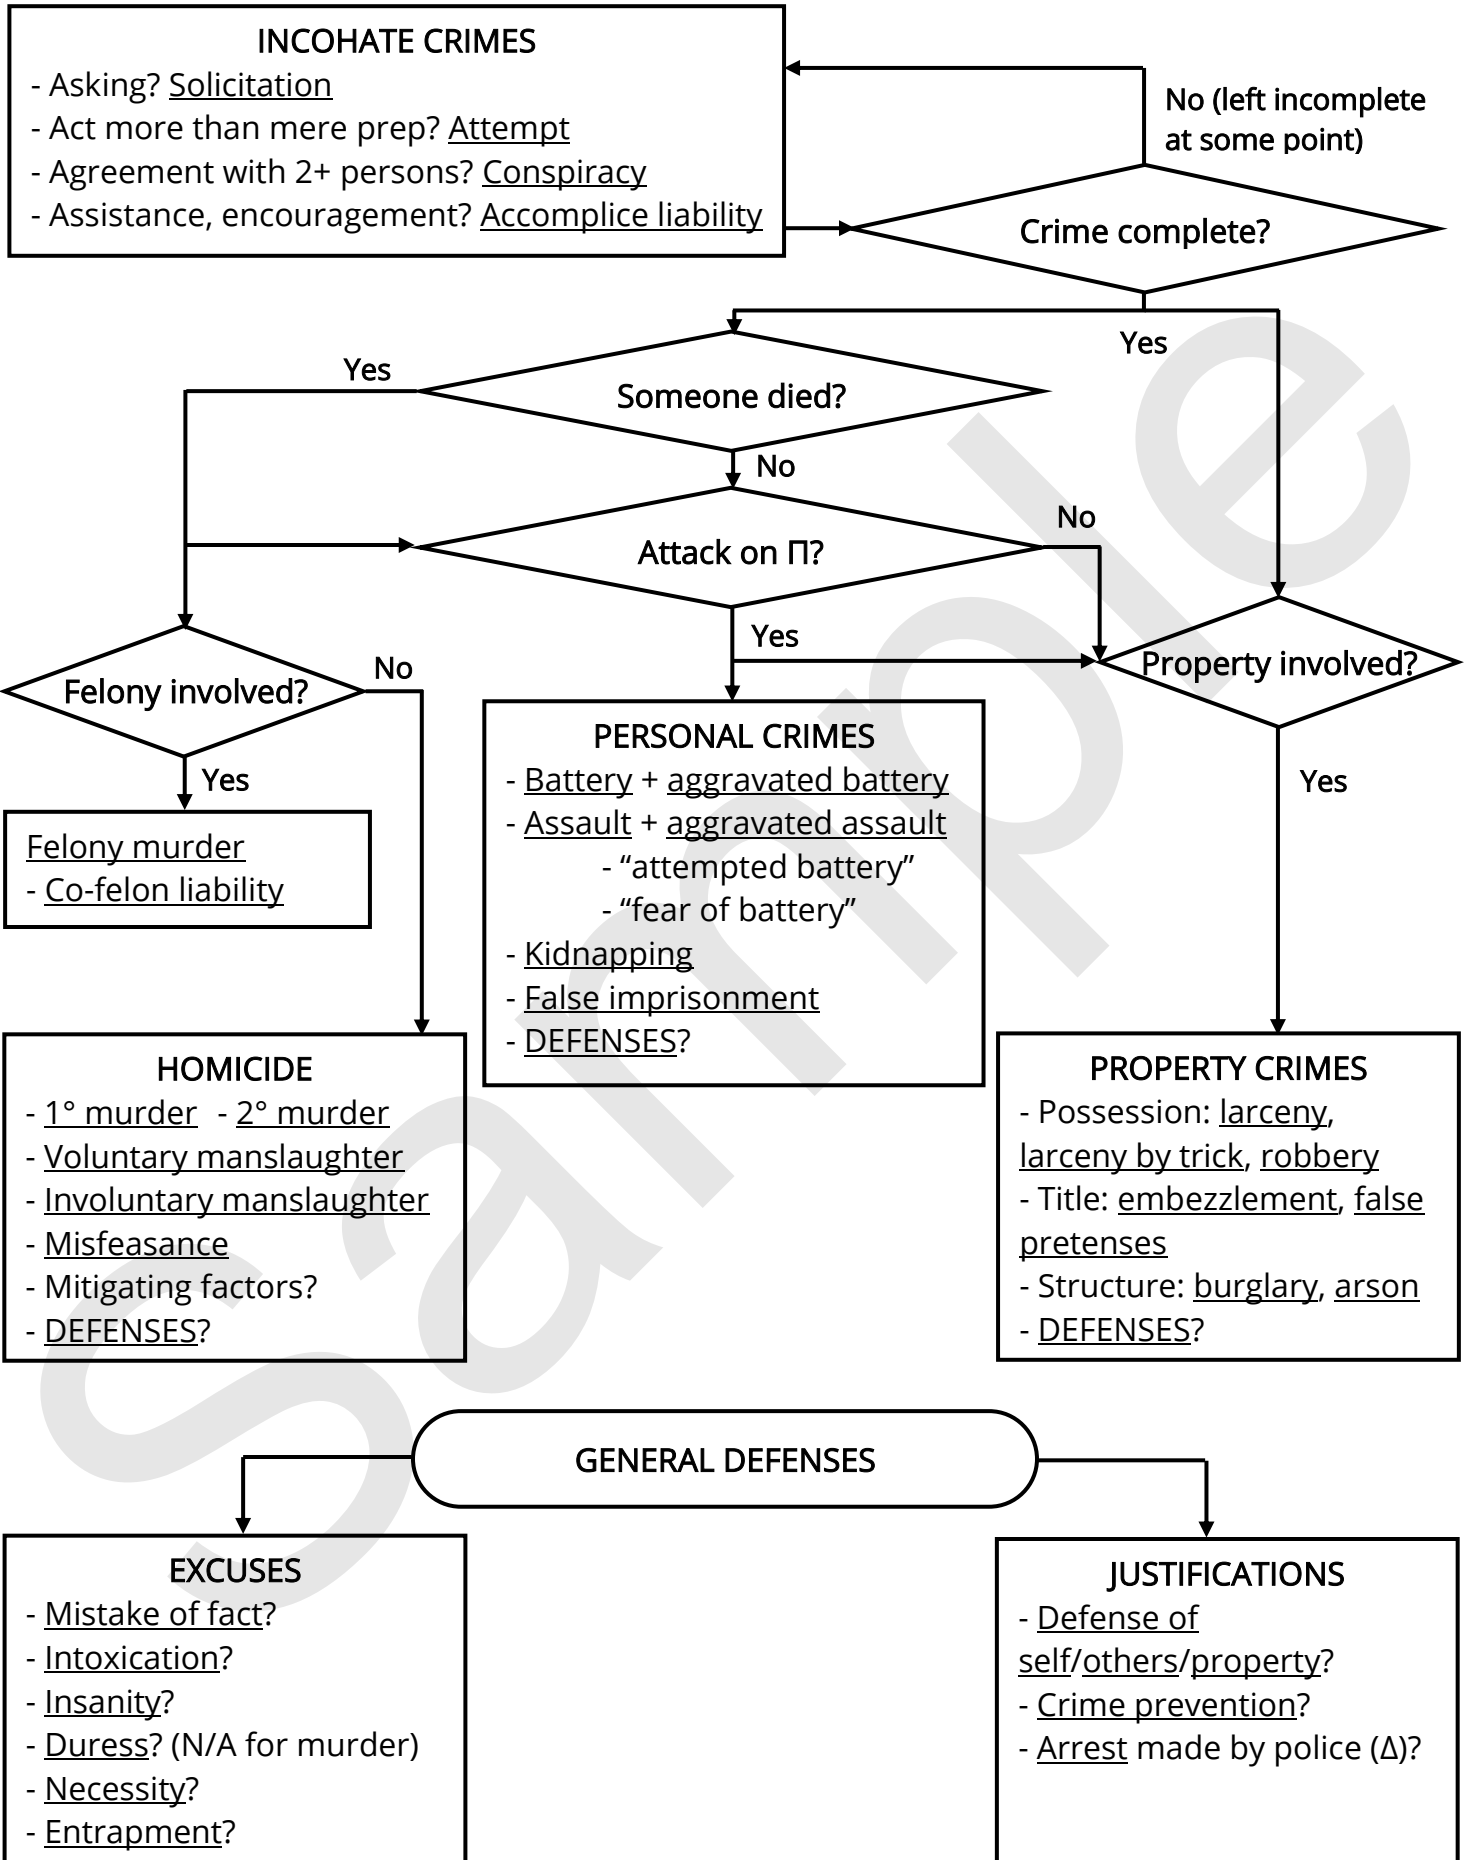 INCOHATE CRIMES
- Asking? Solicitation
- Act more than mere prep? Attempt
- Agreement with 2+ persons? Conspiracy
- Assistance, encouragement? Accomplice liability
No (left incomplete
at some point)
Crime complete?
Yes
Someone died?
Yes
No
Attack on Π?
No
Yes
Property involved?
Yes
Felony involved?
No
Yes
Felony murder
- Co-felon liability
PERSONAL CRIMES
- Battery + aggravated battery
- Assault + aggravated assault
- “attempted battery”
- “fear of battery”
- Kidnapping
- False imprisonment
- DEFENSES?
HOMICIDE
- 1° murder - 2° murder
- Voluntary manslaughter
- Involuntary manslaughter
- Misfeasance
- Mitigating factors?
- DEFENSES?
PROPERTY CRIMES
- Possession: larceny,
larceny by trick, robbery
- Title: embezzlement, false
pretenses
- Structure: burglary, arson
- DEFENSES?
GENERAL DEFENSES
EXCUSES
- Mistake of fact?
- Intoxication?
- Insanity?
- Duress? (N/A for murder)
- Necessity?
- Entrapment?
JUSTIFICATIONS
- Defense of
self/others/property?
- Crime prevention?
- Arrest made by police (Δ)?
Sample